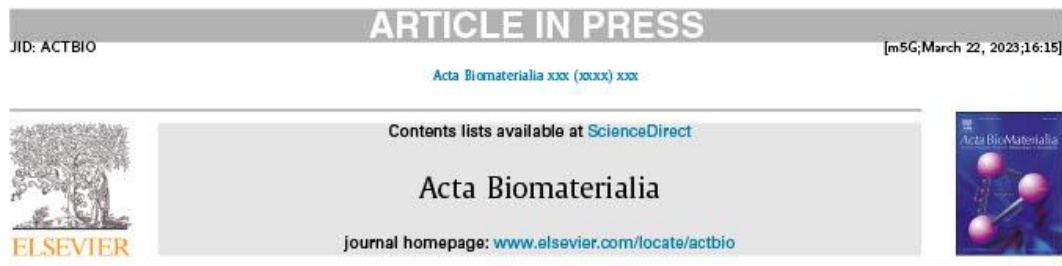 ARTICLE IN PRESS
JID: ACTBIO
[m5G;March 22, 2023;16:15]
Acta Biomaterialia xxx (xxxx) xxx
Contents lists available at ScienceDirect
Acta Biomaterialia
journal homepage: www.elsevier.com/locate/actbio
ELSEVIER
Acta BioMaterialia